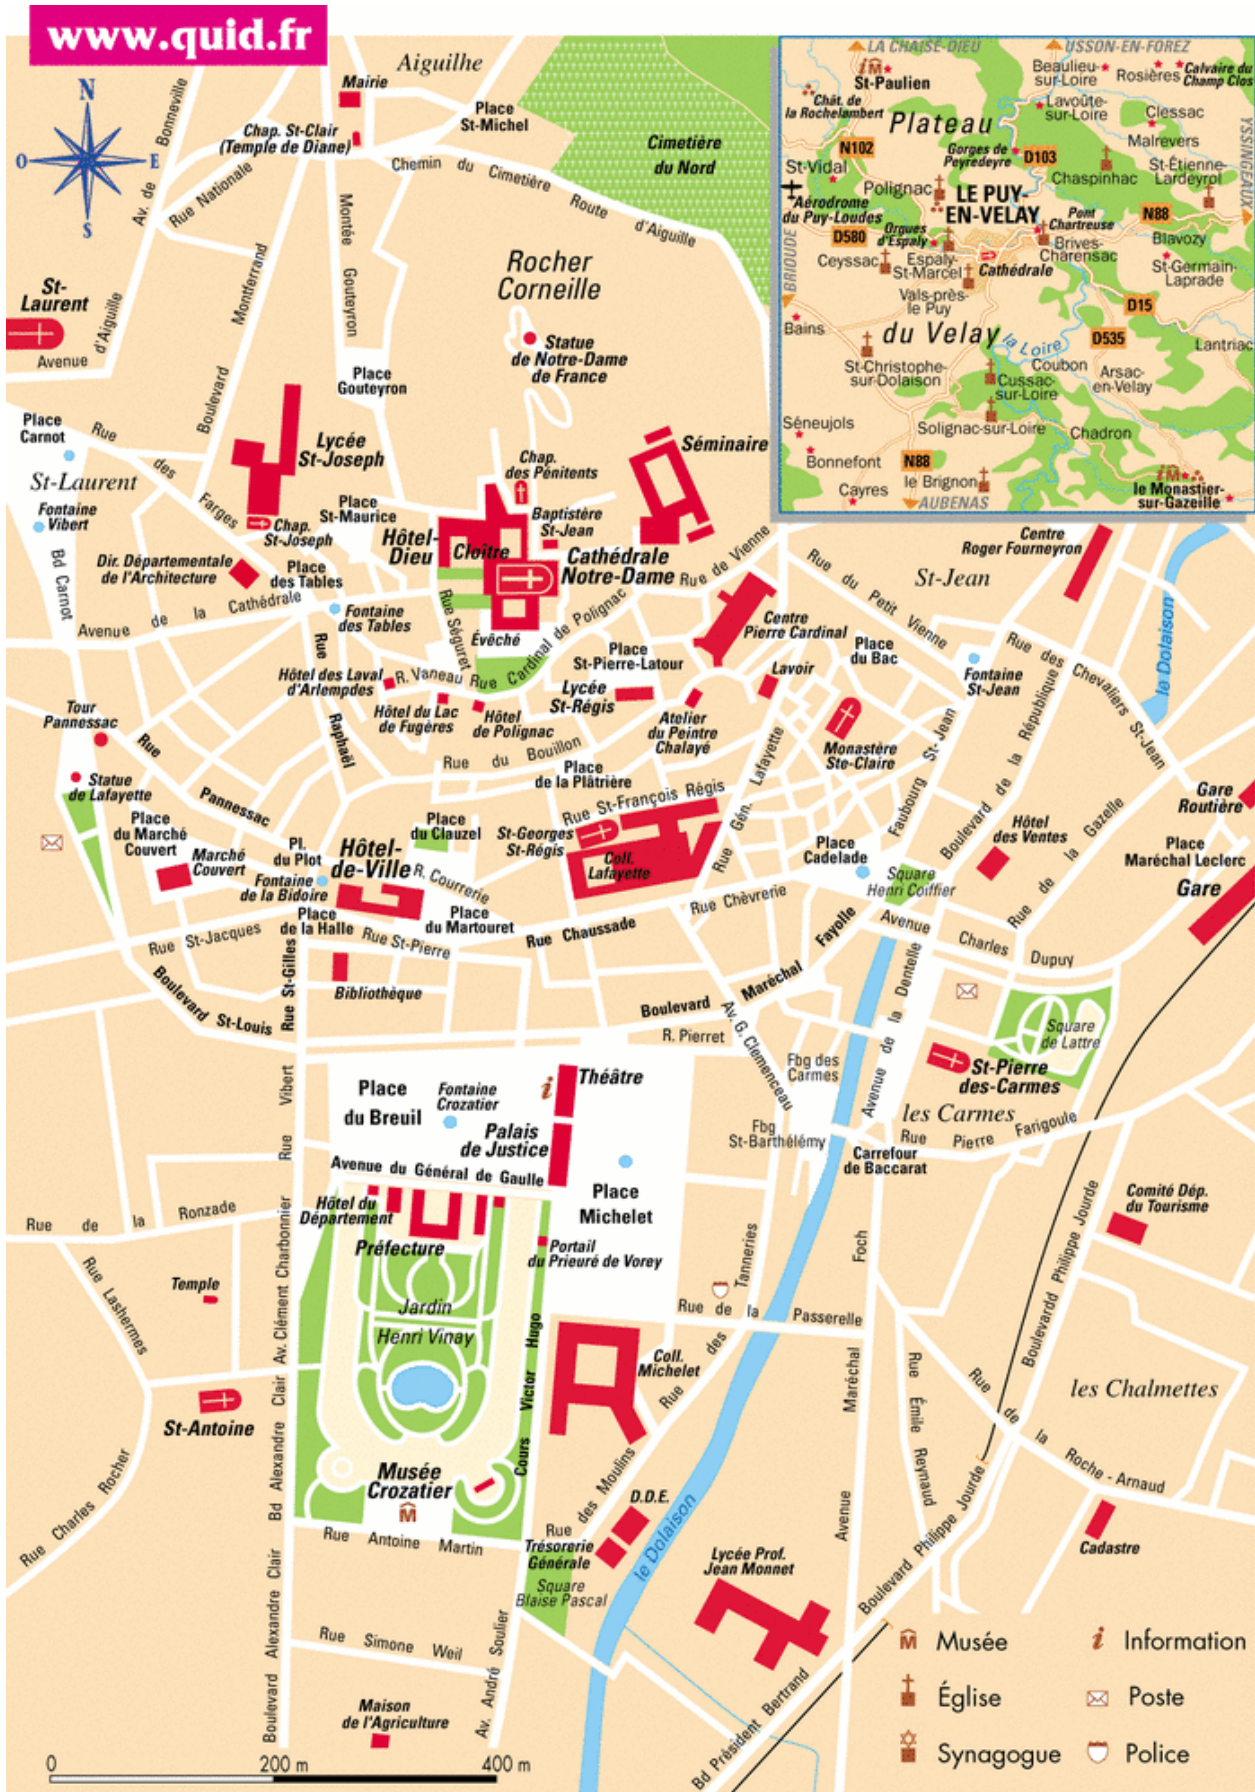 www.quid.fr
Aiguilhe
N
O
E
S
Av. de Bonneville
Mairie
Chap. St-Clair
(Temple de Diane)
Place
St-Michel
Cimetière
du Nord
Chemin du Cimetière
Route d'Aiguille
Rue Nationale
Montée Gouteyron
Boulevard Montferrand
Rocher
Corneille
St-
Laurent
Avenue d'Aiguille
Statue
de Notre-Dame
de France
Place
Gouteyron
Place
Carnot
Rue des Farges
Lycée
St-Joseph
Séminaire
Chap.
des Pénitents
St-Laurent
Fontaine
Vibert
Bd Carnot
Place
St-Maurice
Chap.
St-Joseph
Hôtel-
Dieu
Cloître
Baptistère
St-Jean
Cathédrale
Notre-Dame
Dir. Départementale
de l'Architecture
Place
des Tables
Rue de Vienne
Avenue de la Cathédrale
Fontaine
des Tables
Rue Séguret
Évêché
Rue Cardinal de Polignac
R. Vaneau
Rue Raphaël
Hôtel des Laval
d'Arlempdes
Hôtel du Lac
de Fugères
Hôtel
de Polignac
Place
St-Pierre-Latour
Lycée
St-Régis
Atelier
du Peintre
Chalayé
Centre
Pierre Cardinal
Lavoir
Place
du Bac
Monastère
Ste-Claire
Rue du Petit Vienne
St-Jean
Centre
Roger Fourneyron
le Dolaison
Rue des Chevaliers St-Jean
Fontaine
St-Jean
Faubourg St-Jean
Boulevard de la République
Tour
Pannessac
Rue Pannessac
Statue
de Lafayette
Place
du Marché
Couvert
Marché
Couvert
Pl.
du Plot
Fontaine
de la Bidoire
Hôtel-
de-Ville
Place
du Clauzel
R. Courrerie
Place
du Martouret
Rue du Bouillon
Place
de la Plâtrière
Rue St-François Régis
St-Georges
St-Régis
Coll.
Lafayette
Rue Gén. Lafayette
Place
Cadelade
Square
Henri Coiffier
Hôtel
des Ventes
Rue de la Gazelle
Gare
Routière
Place
Maréchal Leclerc
Gare
Rue Chèvrerie
Rue Chaussade
Place
de la Halle
Rue St-Pierre
Rue St-Jacques
Rue St-Gilles
Bibliothèque
Boulevard St-Louis
Boulevard Maréchal Fayolle
R. Pierret
Av. G. Clemenceau
Avenue Charles Dupuy
Avenue de la Dentelle
Square
de Lattre
St-Pierre
des-Carmes
les Carmes
Fbg des
Carmes
Fbg
St-Barthélémy
Rue Pierre Farigoule
Carrefour
de Baccarat
Rue Vibert
Place
du Breuil
Fontaine
Crozatier
i
Théâtre
Palais
de Justice
Avenue du Général de Gaulle
Place
Michelet
Hôtel du
Département
Préfecture
Portail
du Prieuré de Vorey
Jardin
Henri Vinay
Rue de la Ronzade
Rue Lashermes
Temple
Av. Clément Charbonnier
St-Antoine
Rue Charles Rocher
Bd Alexandre Clair
Boulevard Alexandre Clair
Musée
Crozatier
M
Cours Victor Hugo
Coll.
Michelet
Rue des Tanneries
Rue de la Passerelle
Avenue Maréchal Foch
Comité Dép.
du Tourisme
Boulevardd Philippe Jourde
Rue Émile Reynaud
Rue de la Roche-Arnaud
les Chalmettes
Cadastre
Boulevard Philippe Jourde
Rue des Moulins
D.D.E.
Trésorerie
Générale
Square
Blaise Pascal
le Dolaison
Lycée Prof.
Jean Monnet
Bd Président Bertrand
Rue Antoine Martin
Rue Simone Weil
Av. André Soulier
Maison
de l'Agriculture
0 200 m 400 m
M Musée
Église
Synagogue
i Information
Poste
Police
LA CHAISE-DIEU
USSON-EN-FOREZ
St-Paulien
Chât. de
la Rochelambert
Beaulieu-
sur-Loire
Rosières
Calvaire du
Champ Clos
Lavoûte-
sur-Loire
Clessac
Malrevers
Plateau
Gorges de
Peyredeyre
N102
D103
St-Vidal
Polignac
LE PUY-
EN-VELAY
Chaspinhac
St-Étienne-
Lardeyrol
YSSINEAUX
Aérodrome
du Puy-Loudes
Pont
Chartreuse
N88
D580
Orgues
d'Espaly
Brives-
Charensac
Blavozy
Ceyssac
Espaly-
St-Marcel
Cathédrale
St-Germain-
Laprade
BRIOUDE
Vals-près-
le Puy
D15
Bains
du Velay
la Loire
D535
Lantriac
St-Christophe-
sur-Dolaison
Coubon
Arsac-
en-Velay
Cussac-
sur-Loire
Séneujols
Solignac-sur-Loire
Chadron
Bonnefont
N88
le Brignon
le Monastier-
sur-Gazeille
Cayres
AUBENAS